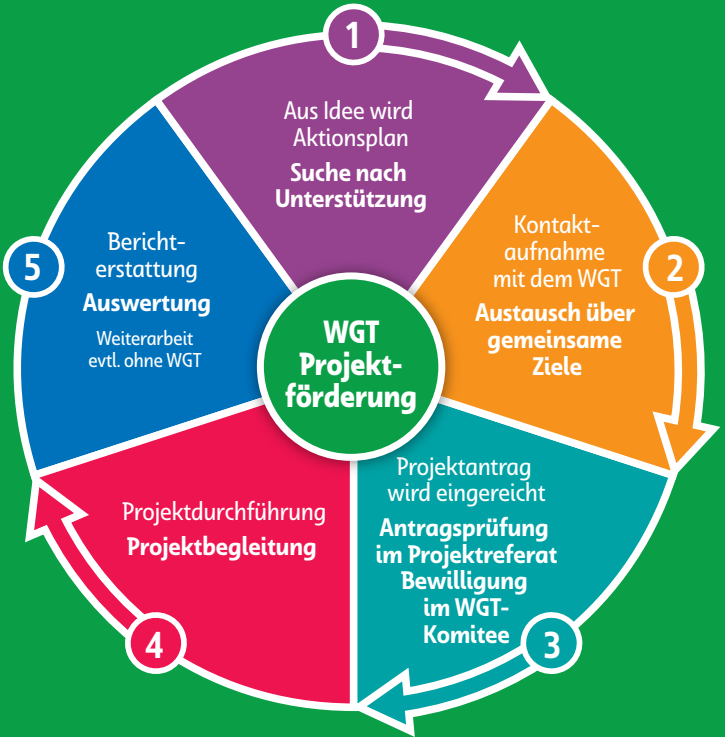 1
Aus Idee wird
Aktionsplan
Suche nach
Unterstützung
2
Kontakt-
aufnahme
mit dem WGT
Austausch über
gemeinsame
Ziele
3
Projektantrag
wird eingereicht
Antragsprüfung
im Projektreferat
Bewilligung
im WGT-
Komitee
4
Projektdurchführung
Projektbegleitung
5
Bericht-
erstattung
Auswertung
Weiterarbeit
evtl. ohne WGT
WGT
Projekt-
förderung